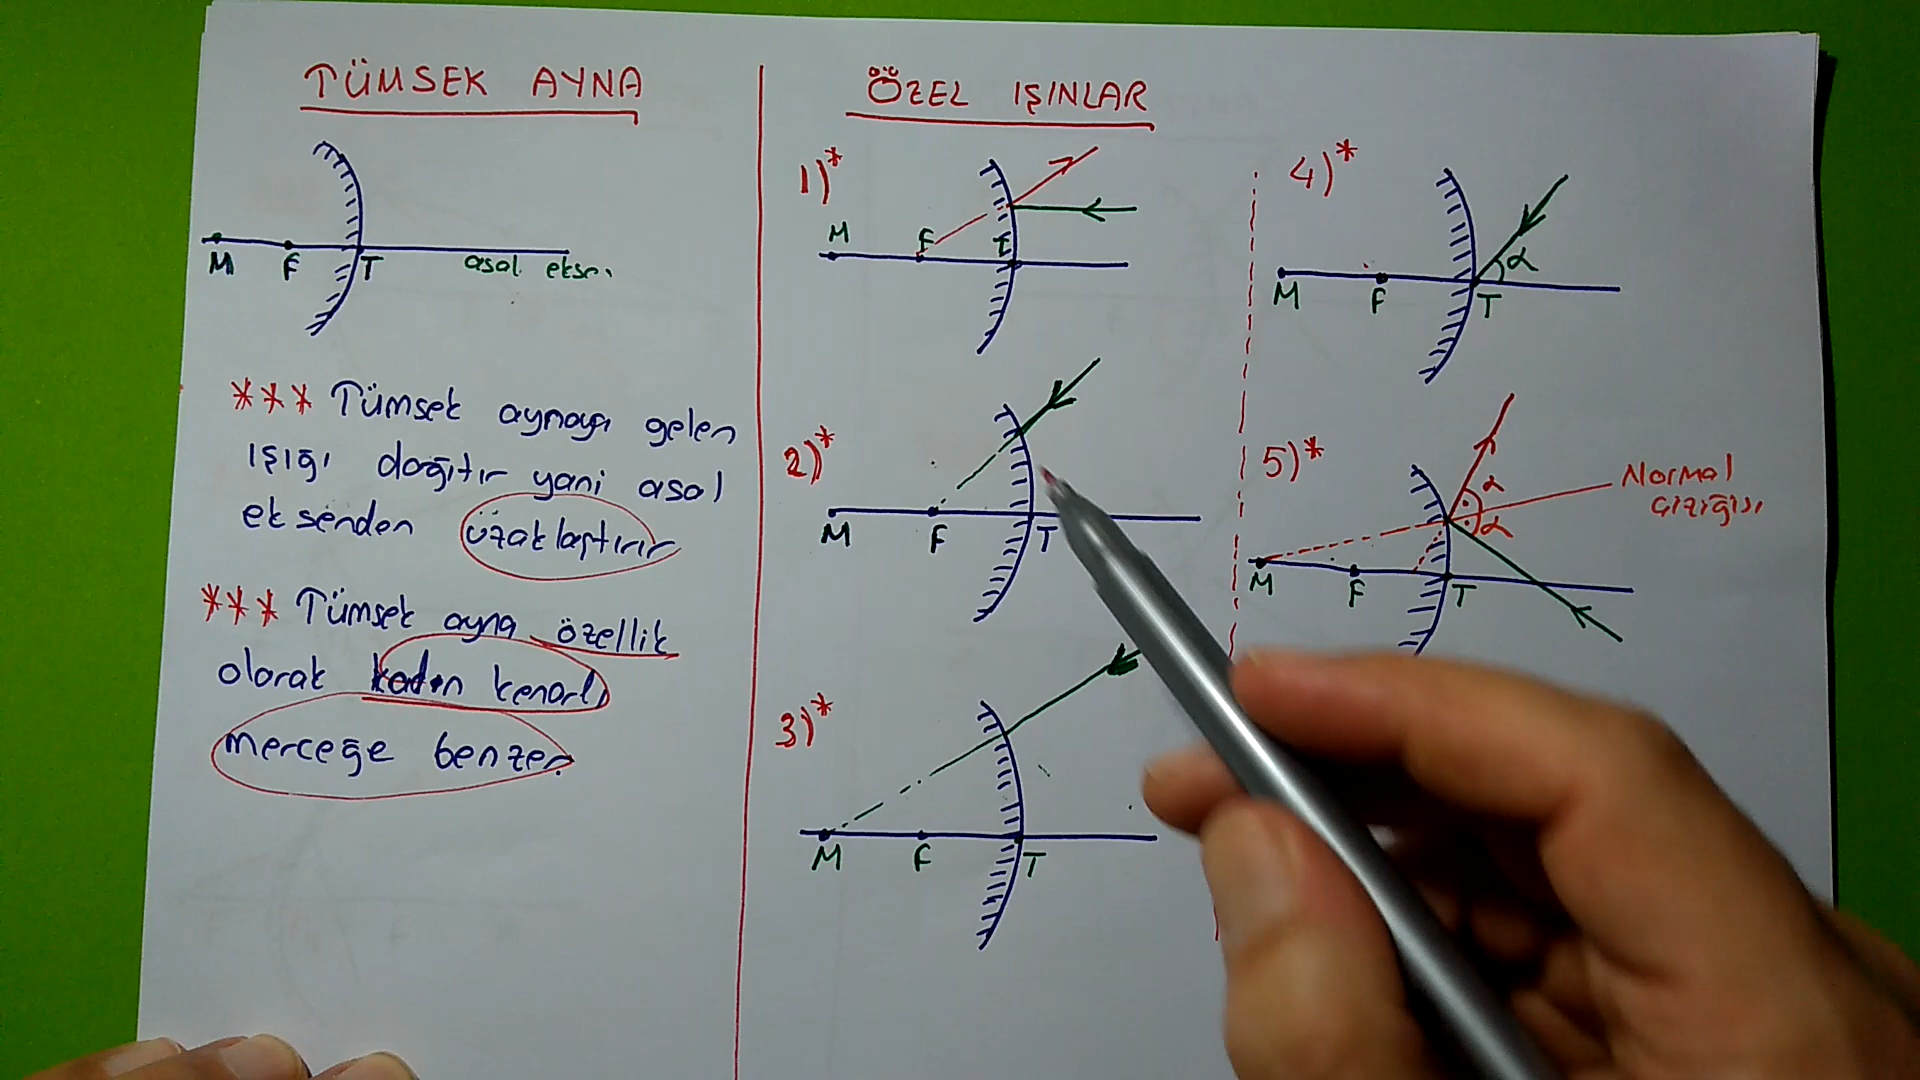 TÜMSEK AYNA
M F T asal eksen
*** Tümsek aynaya gelen
ışığı dağıtır yani asal
eksenden uzaklaştırır
*** Tümsek ayna özellik
olarak kalın kenarlı
merceğe benzer.
ÖZEL IŞINLAR
1)*
M F T
2)*
M F T
3)*
M F T
4)*
α
M F T
5)*
α
α
Normal
çizgisi
M F T